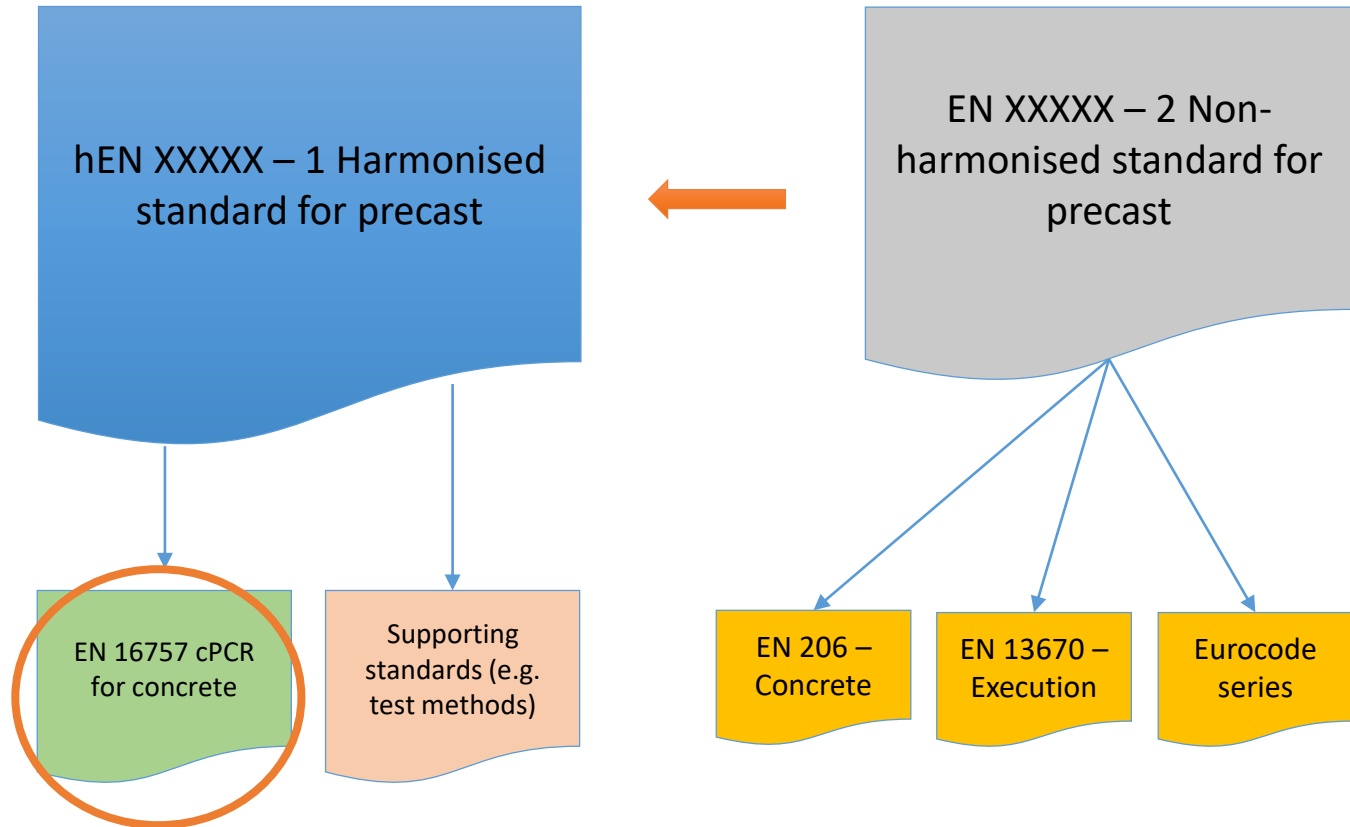 hEN XXXXX – 1 Harmonised
standard for precast
EN XXXXX – 2 Non-
harmonised standard for
precast
EN 16757 cPCR
for concrete
Supporting
standards (e.g.
test methods)
EN 206 –
Concrete
EN 13670 –
Execution
Eurocode
series